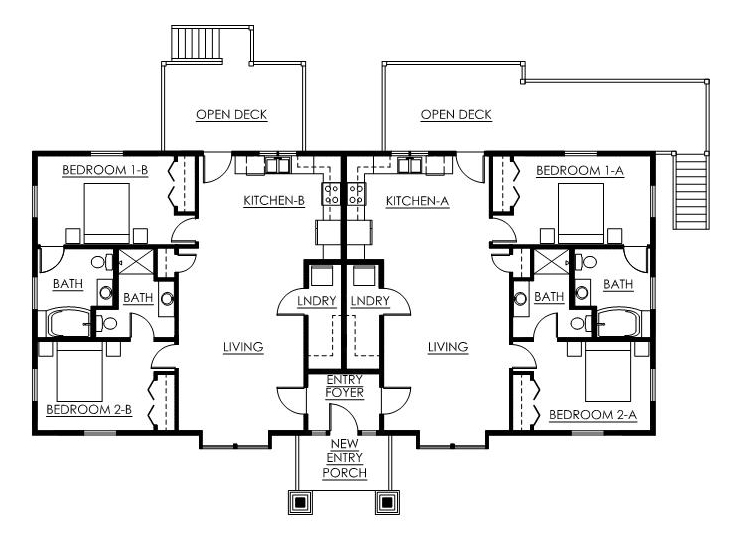 OPEN DECK
OPEN DECK
BEDROOM 1-B
BEDROOM 1-A
KITCHEN-B
KITCHEN-A
BATH
BATH
BATH
BATH
LNDRY
LNDRY
LIVING
LIVING
ENTRY
FOYER
BEDROOM 2-B
BEDROOM 2-A
NEW
ENTRY
PORCH